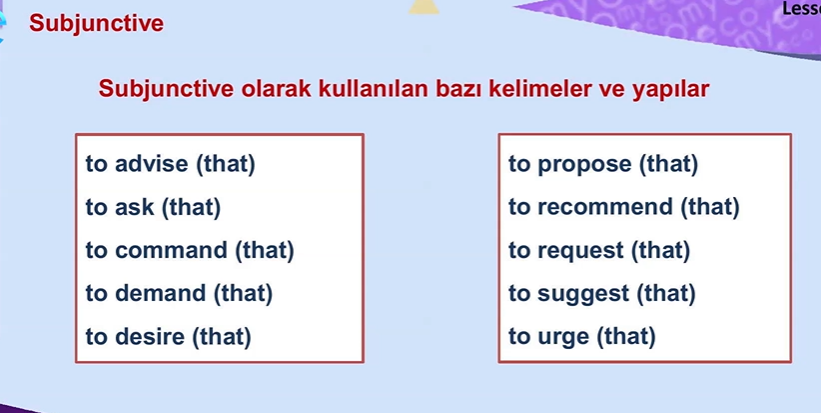 Subjunctive
Subjunctive olarak kullanılan bazı kelimeler ve yapılar
to advise (that)
to ask (that)
to command (that)
to demand (that)
to desire (that)
to propose (that)
to recommend (that)
to request (that)
to suggest (that)
to urge (that)